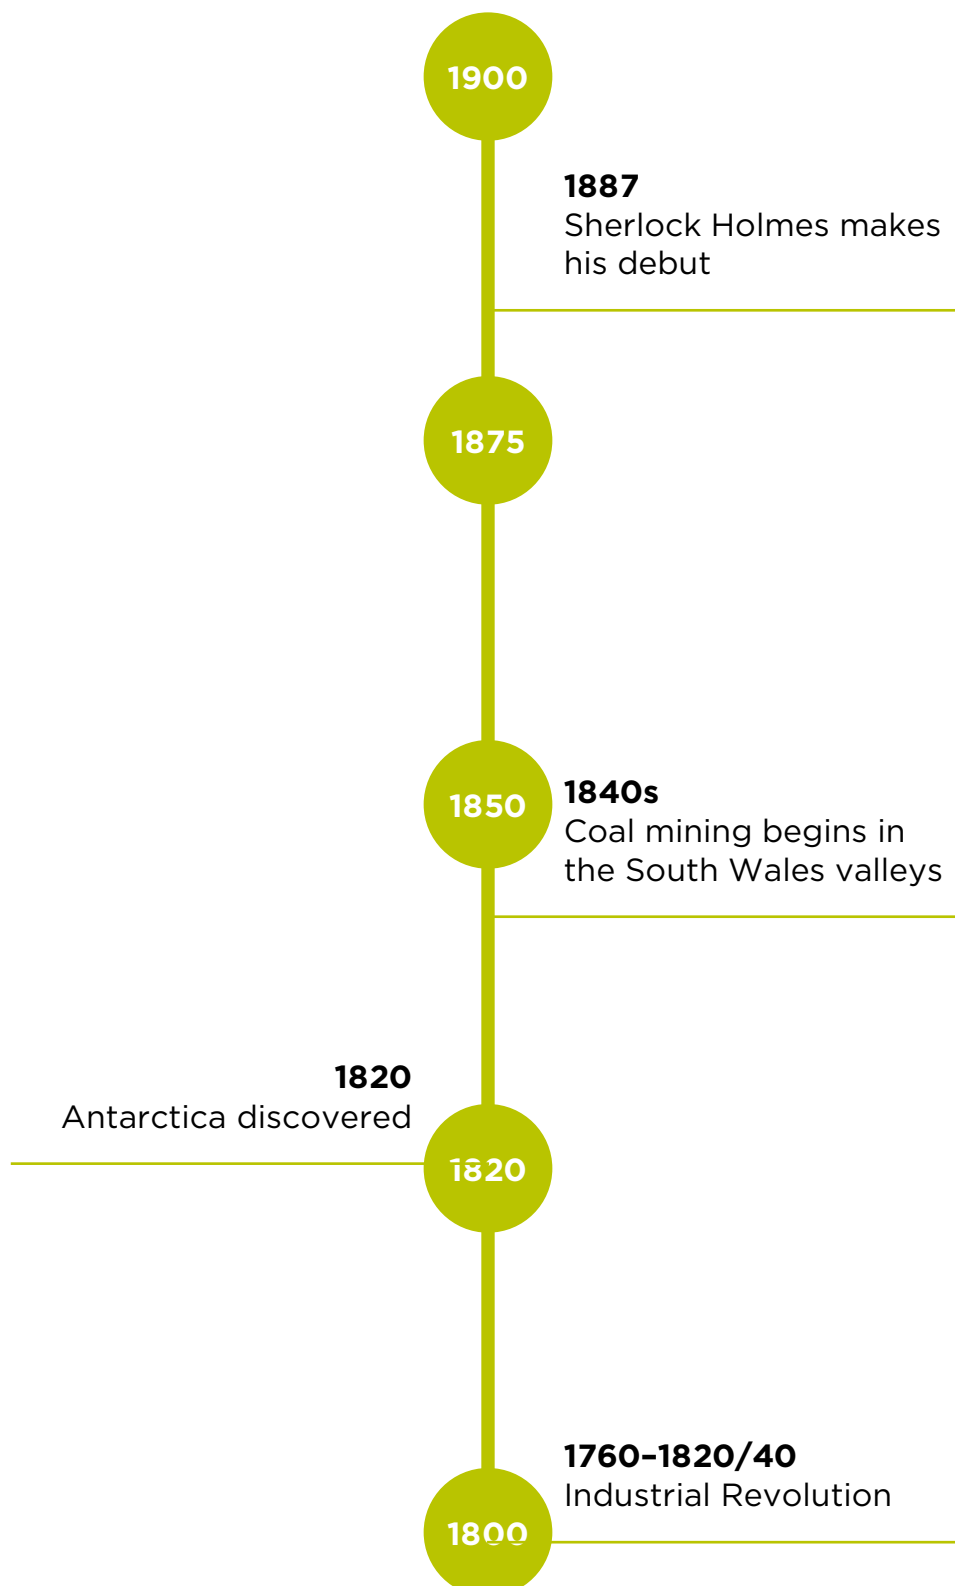 1900
1887
Sherlock Holmes makes
his debut
1875
1850
1840s
Coal mining begins in
the South Wales valleys
1820
Antarctica discovered
1820
1760–1820/40
Industrial Revolution
1800